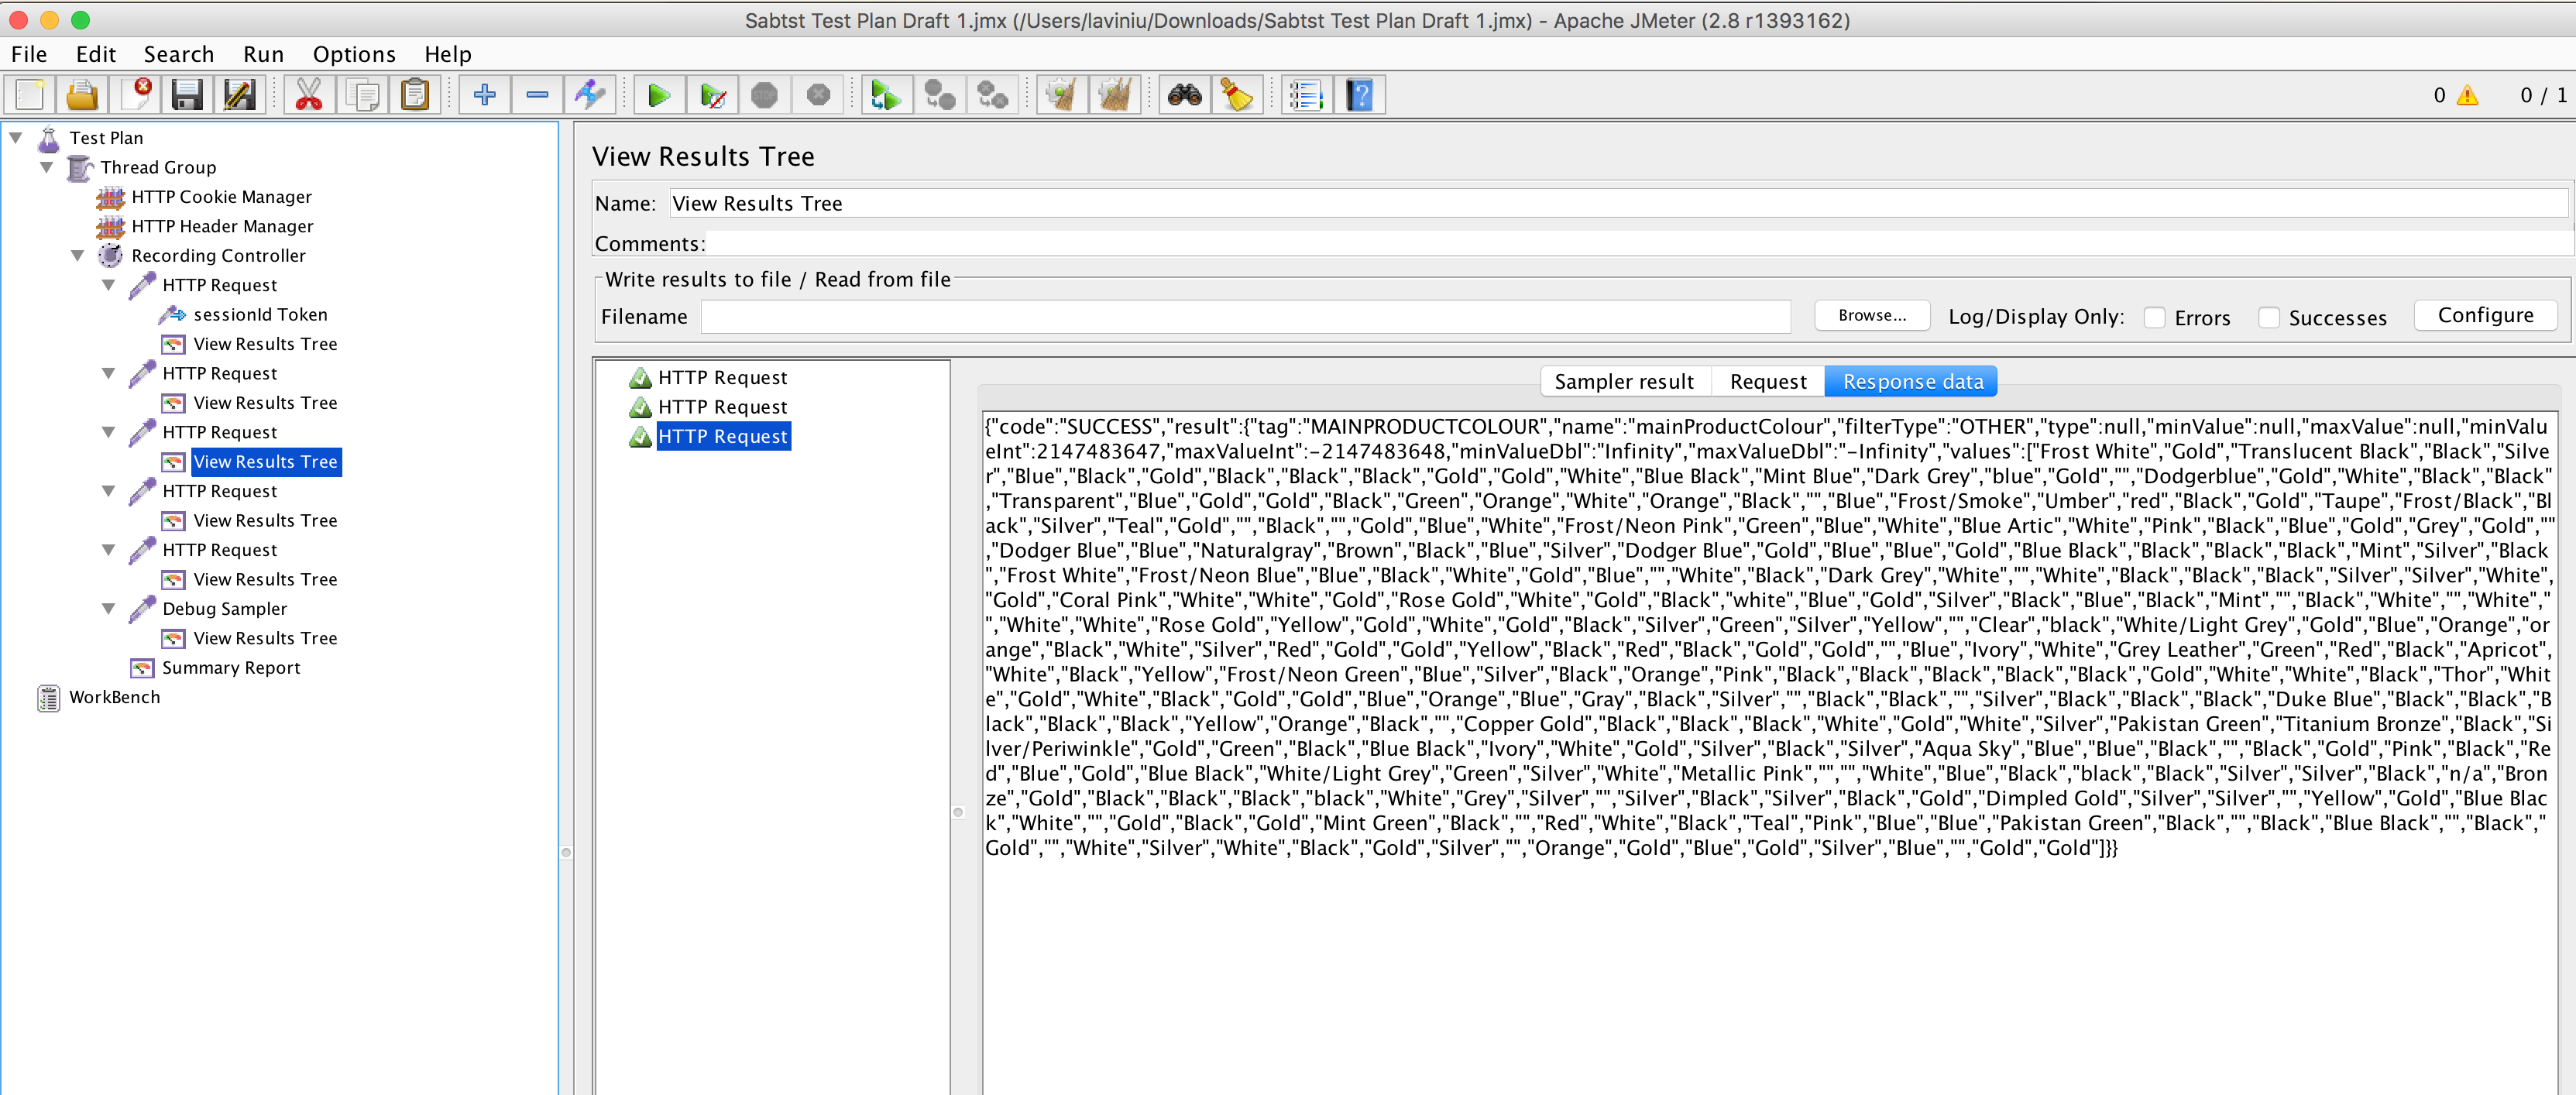 Sabtst Test Plan Draft 1.jmx (/Users/laviniu/Downloads/Sabtst Test Plan Draft 1.jmx) - Apache JMeter (2.8 r1393162)
File Edit Search Run Options Help
STOP
0 0 / 1
Test Plan
Thread Group
HTTP Cookie Manager
HTTP Header Manager
Recording Controller
HTTP Request
sessionId Token
View Results Tree
HTTP Request
View Results Tree
HTTP Request
View Results Tree
HTTP Request
View Results Tree
HTTP Request
View Results Tree
Debug Sampler
View Results Tree
Summary Report
WorkBench
View Results Tree
Name: View Results Tree
Comments:
Write results to file / Read from file
Filename Browse... Log/Display Only: Errors Successes Configure
HTTP Request
HTTP Request
HTTP Request
Sampler result Request Response data
{"code":"SUCCESS","result":{"tag":"MAINPRODUCTCOLOUR","name":"mainProductColour","filterType":"OTHER","type":null,"minValue":null,"maxValue":null,"minValu
eInt":2147483647,"maxValueInt":-2147483648,"minValueDbl":"Infinity","maxValueDbl":"-Infinity","values":["Frost White","Gold","Translucent Black","Black","Silve
r","Blue","Black","Gold","Black","Black","Black","Gold","Gold","White","Blue Black","Mint Blue","Dark Grey","blue","Gold","","Dodgerblue","Gold","White","Black","Black"
,"Transparent","Blue","Gold","Gold","Black","Green","Orange","White","Orange","Black","","Blue","Frost/Smoke","Umber","red","Black","Gold","Taupe","Frost/Black","Bl
ack","Silver","Teal","Gold","","Black","","Gold","Blue","White","Frost/Neon Pink","Green","Blue","White","Blue Artic","White","Pink","Black","Blue","Gold","Grey","Gold",""
,"Dodger Blue","Blue","Naturalgray","Brown","Black","Blue","Silver","Dodger Blue","Gold","Blue","Blue","Gold","Blue Black","Black","Black","Black","Mint","Silver","Black
","Frost White","Frost/Neon Blue","Blue","Black","White","Gold","Blue","","White","Black","Dark Grey","White","","White","Black","Black","Black","Silver","Silver","White",
"Gold","Coral Pink","White","White","Gold","Rose Gold","White","Gold","Black","white","Blue","Gold","Silver","Black","Blue","Black","Mint","","Black","White","","White","
","White","White","Rose Gold","Yellow","Gold","White","Gold","Black","Silver","Green","Silver","Yellow","","Clear","black","White/Light Grey","Gold","Blue","Orange","or
ange","Black","White","Silver","Red","Gold","Gold","Yellow","Black","Red","Black","Gold","Gold","","Blue","Ivory","White","Grey Leather","Green","Red","Black","Apricot",
"White","Black","Yellow","Frost/Neon Green","Blue","Silver","Black","Orange","Pink","Black","Black","Black","Black","Black","Gold","White","White","Black","Thor","Whit
e","Gold","White","Black","Gold","Gold","Blue","Orange","Blue","Gray","Black","Silver","","Black","Black","","Silver","Black","Black","Black","Duke Blue","Black","Black","B
lack","Black","Black","Yellow","Orange","Black","","Copper Gold","Black","Black","Black","White","Gold","White","Silver","Pakistan Green","Titanium Bronze","Black","Si
lver/Periwinkle","Gold","Green","Black","Blue Black","Ivory","White","Gold","Silver","Black","Silver","Aqua Sky","Blue","Blue","Black","","Black","Gold","Pink","Black","Re
d","Blue","Gold","Blue Black","White/Light Grey","Green","Silver","White","Metallic Pink","","","White","Blue","Black","black","Black","Silver","Silver","Black","n/a","Bron
ze","Gold","Black","Black","Black","black","White","Grey","Silver","","Silver","Black","Silver","Black","Gold","Dimpled Gold","Silver","Silver","","Yellow","Gold","Blue Blac
k","White","","Gold","Black","Gold","Mint Green","Black","","Red","White","Black","Teal","Pink","Blue","Blue","Pakistan Green","Black","","Black","Blue Black","","Black","
Gold","","White","Silver","White","Black","Gold","Silver","","Orange","Gold","Blue","Gold","Silver","Blue","","Gold","Gold"]}}